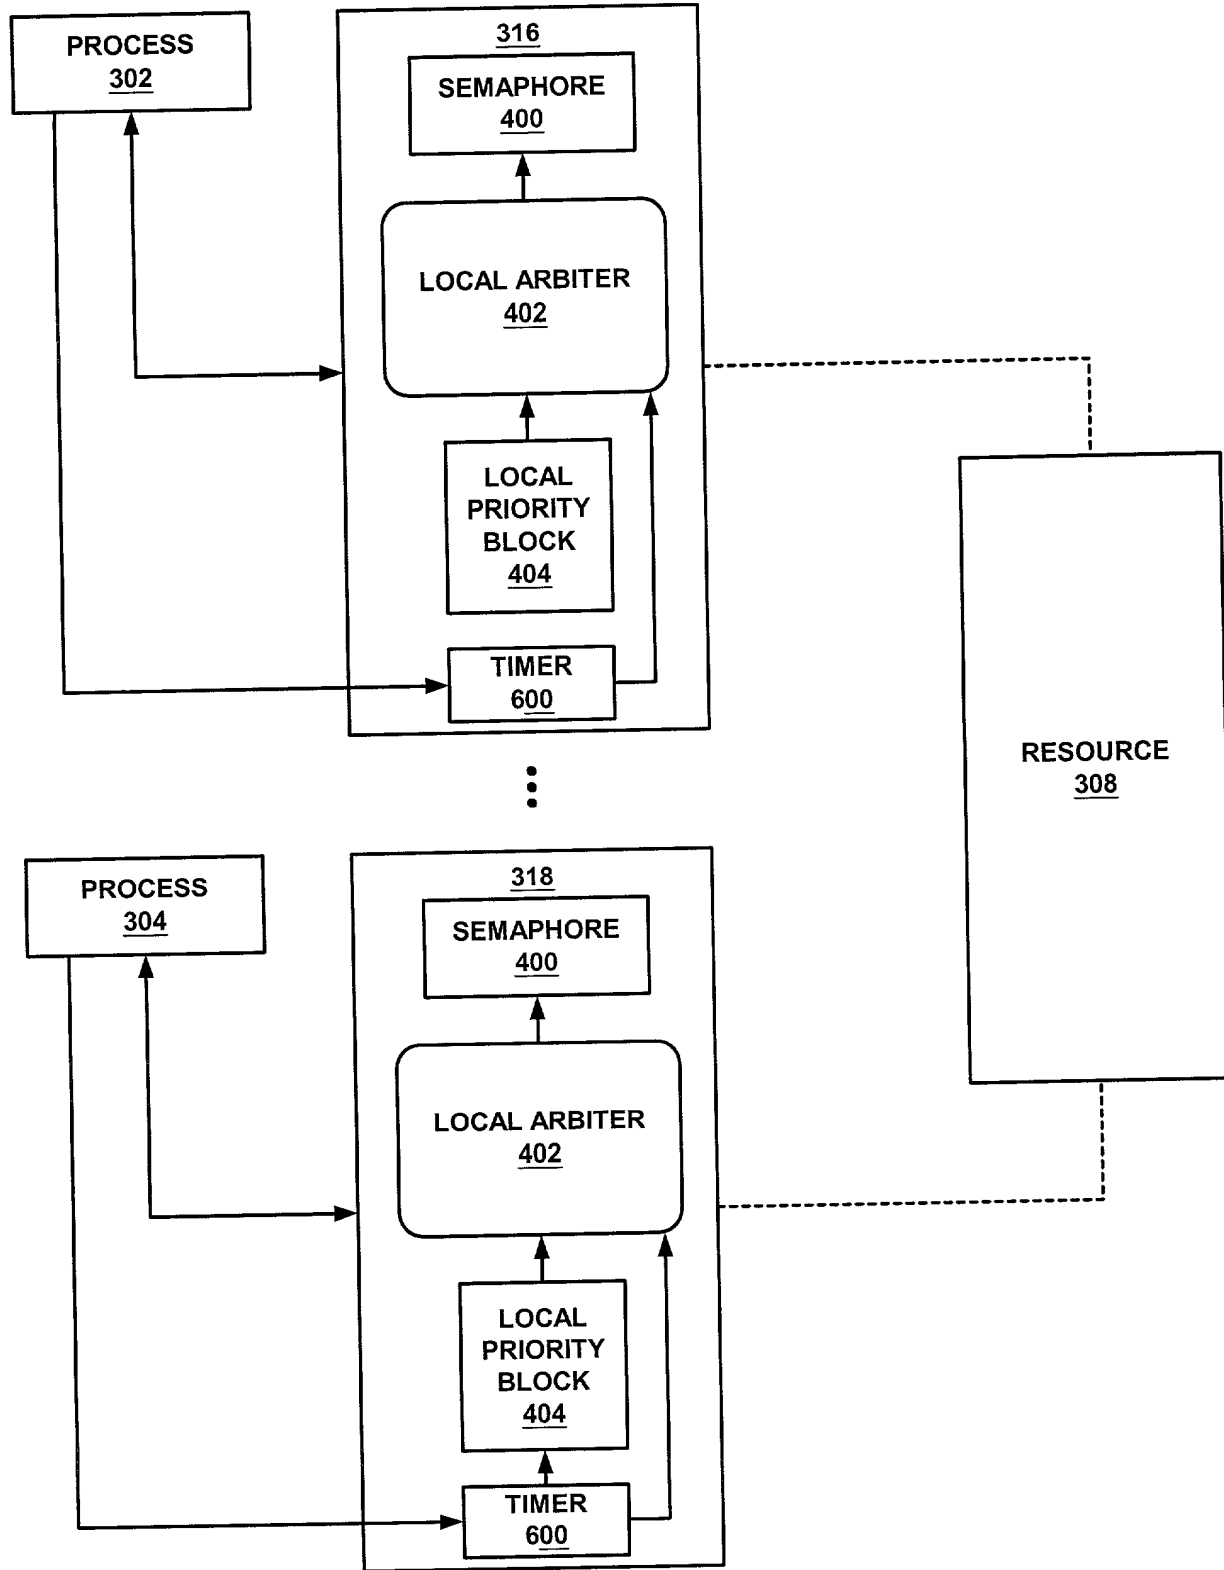 PROCESS
302
316
SEMAPHORE
400
LOCAL ARBITER
402
LOCAL
PRIORITY
BLOCK
404
TIMER
600
RESOURCE
308
PROCESS
304
318
SEMAPHORE
400
LOCAL ARBITER
402
LOCAL
PRIORITY
BLOCK
404
TIMER
600